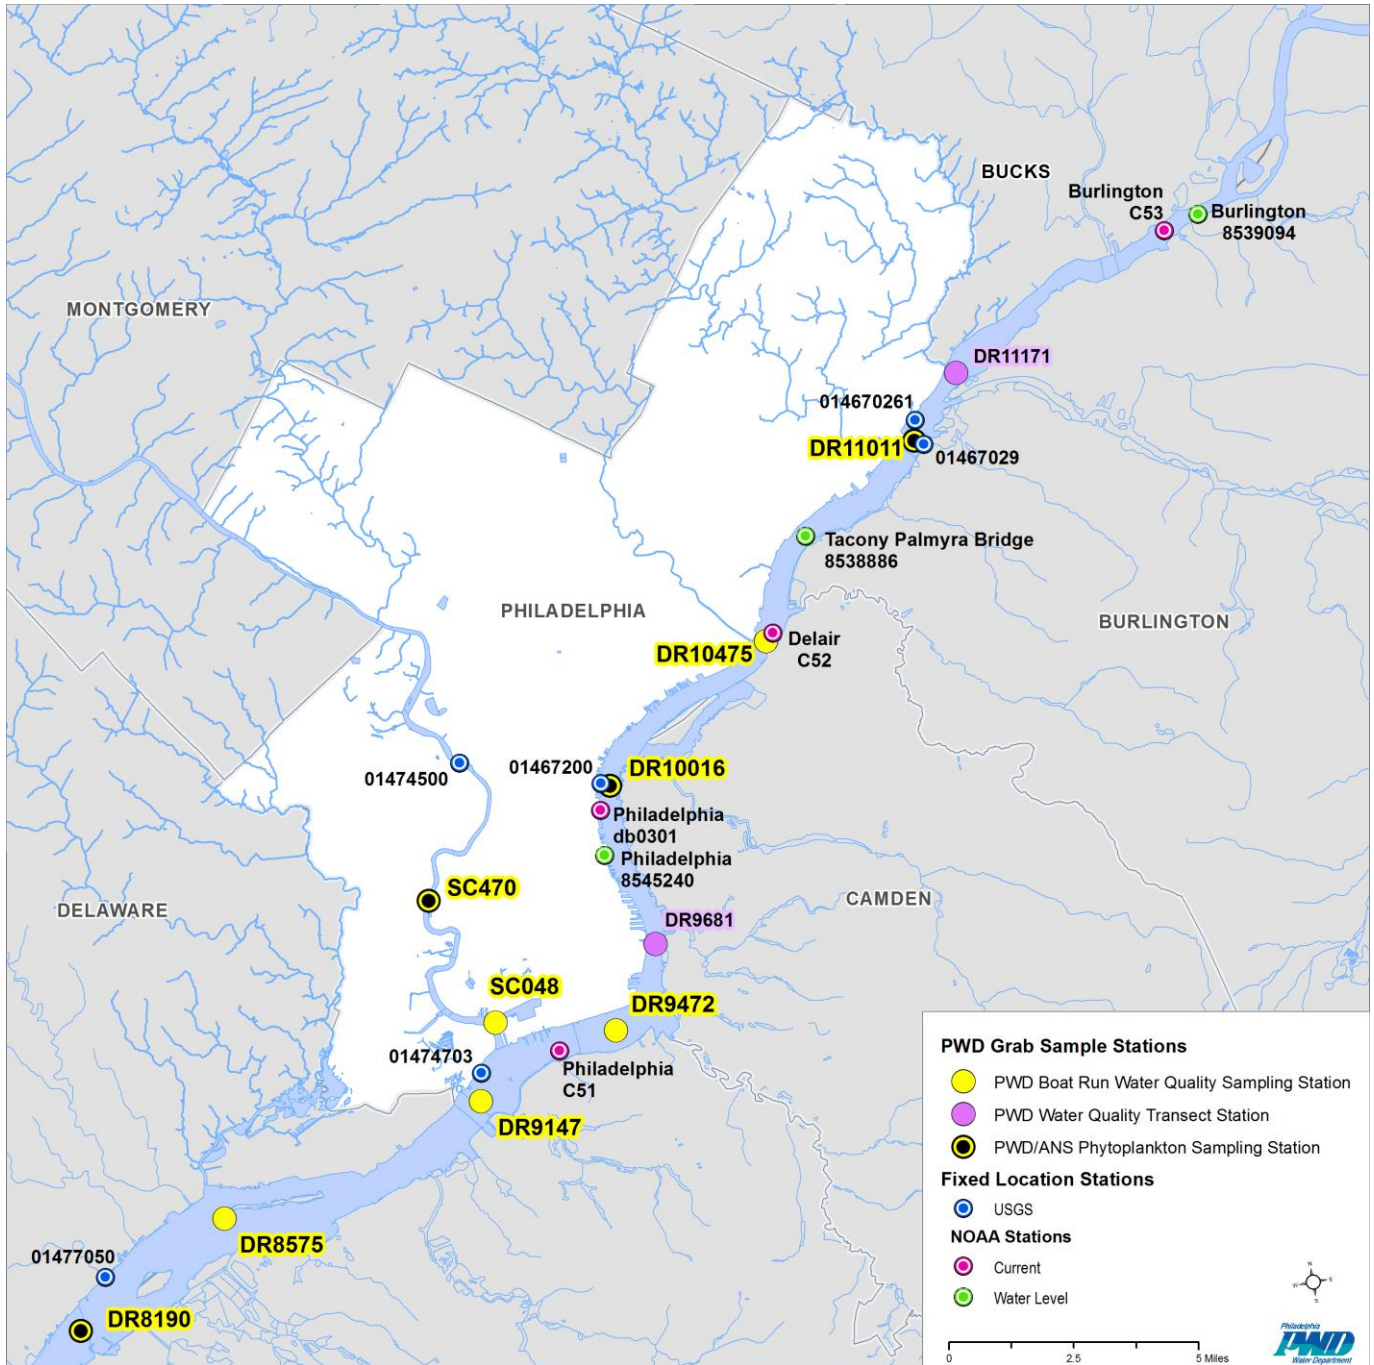 BUCKS
Burlington
C53
Burlington
8539094
MONTGOMERY
DR11171
014670261
DR11011
01467029
Tacony Palmyra Bridge
8538886
PHILADELPHIA
BURLINGTON
Delair
C52
DR10475
01474500
01467200
DR10016
Philadelphia
db0301
Philadelphia
8545240
SC470
CAMDEN
DELAWARE
DR9681
SC048
DR9472
01474703
Philadelphia
C51
DR9147
DR8575
01477050
DR8190
PWD Grab Sample Stations
PWD Boat Run Water Quality Sampling Station
PWD Water Quality Transect Station
PWD/ANS Phytoplankton Sampling Station
Fixed Location Stations
USGS
NOAA Stations
Current
Water Level
N
W E
S
0 2.5 5 Miles
Philadelphia
PWD
Water Department